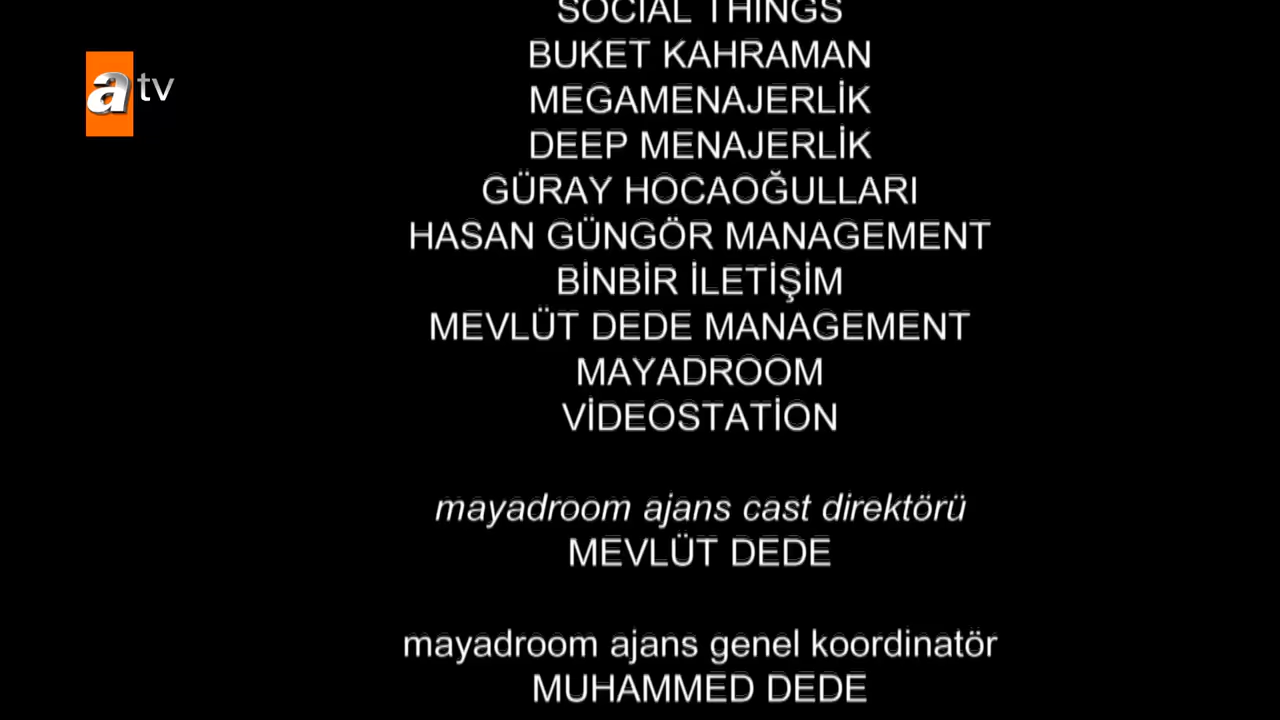 atv
SOCIAL THINGS
BUKET KAHRAMAN
MEGAMENAJERLİK
DEEP MENAJERLİK
GÜRAY HOCAOĞULLARI
HASAN GÜNGÖR MANAGEMENT
BİNBİR İLETİŞİM
MEVLÜT DEDE MANAGEMENT
MAYADROOM
VİDEOSTATİON
mayadroom ajans cast direktörü
MEVLÜT DEDE
mayadroom ajans genel koordinatör
MUHAMMED DEDE